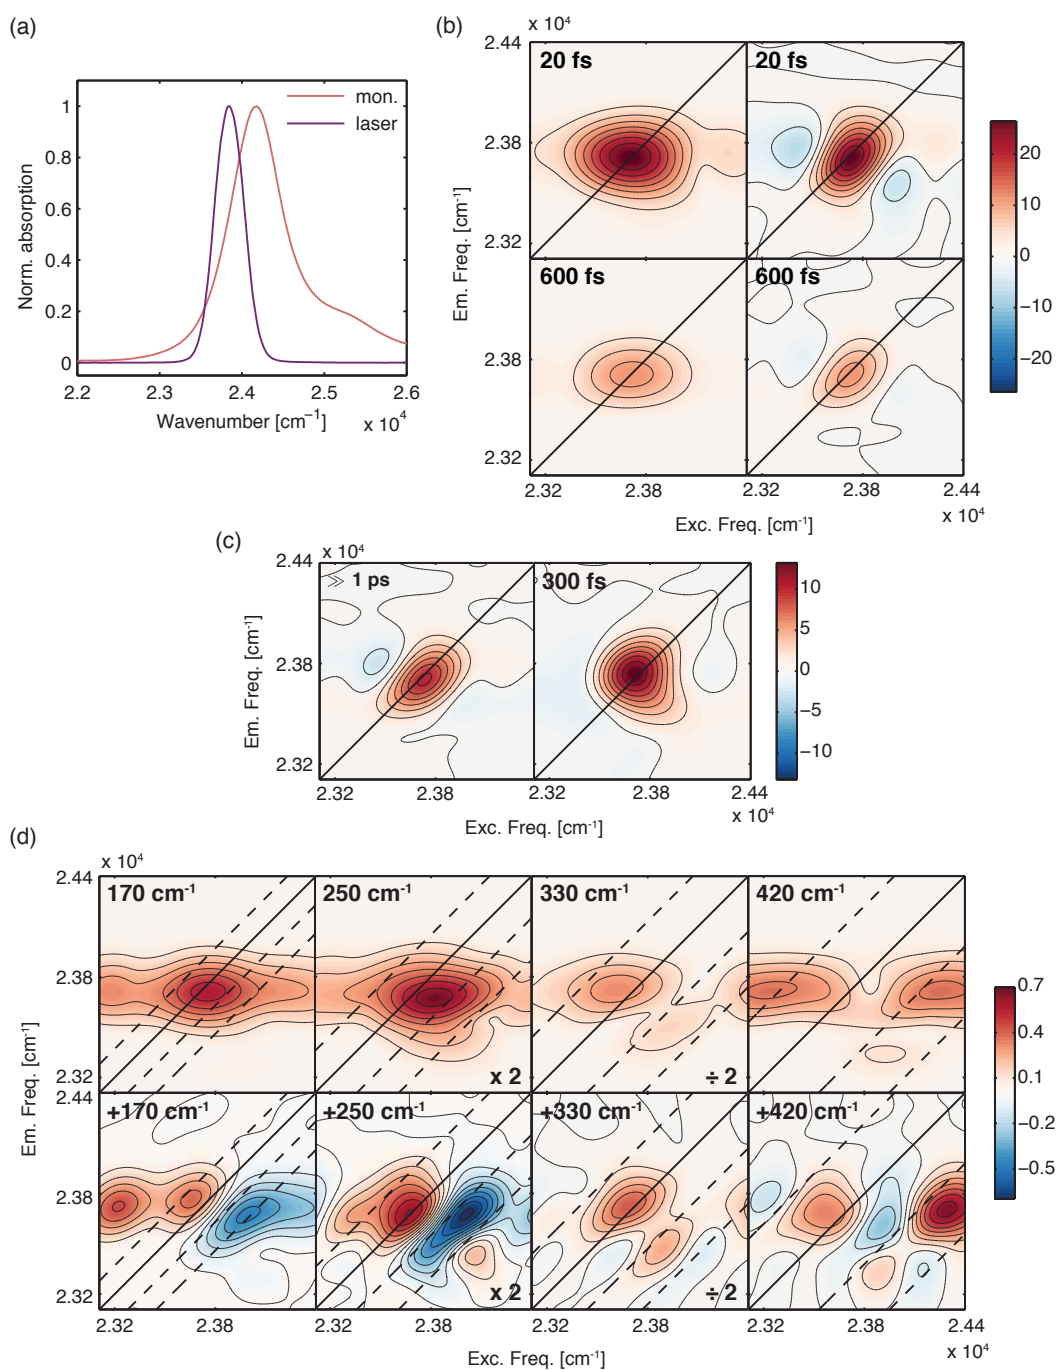 (a)
mon.
laser
1
0.8
0.6
0.4
0.2
0
Norm. absorption
2.2 2.3 2.4 2.5 2.6
Wavenumber [cm⁻¹] x 10⁴
(b)
x 10⁴
20 fs 20 fs
600 fs 600 fs
2.44
2.38
2.32
2.38
2.32
Em. Freq. [cm⁻¹]
2.32 2.38 2.32 2.38 2.44
x 10⁴
Exc. Freq. [cm⁻¹]
20
10
0
−10
−20
(c)
x 10⁴
≫ 1 ps 300 fs
2.44
2.38
2.32
Em. Freq. [cm⁻¹]
2.32 2.38 2.32 2.38 2.44
x 10⁴
Exc. Freq. [cm⁻¹]
10
5
0
−5
−10
(d)
x 10⁴
170 cm⁻¹ 250 cm⁻¹ 330 cm⁻¹ 420 cm⁻¹
x 2 ÷ 2
+170 cm⁻¹ +250 cm⁻¹ +330 cm⁻¹ +420 cm⁻¹
x 2 ÷ 2
2.44
2.38
2.32
2.44
2.38
2.32
Em. Freq. [cm⁻¹]
2.32 2.38 2.32 2.38 2.32 2.38 2.32 2.38 2.44
x 10⁴
Exc. Freq. [cm⁻¹]
0.7
0.4
0.1
−0.2
−0.5